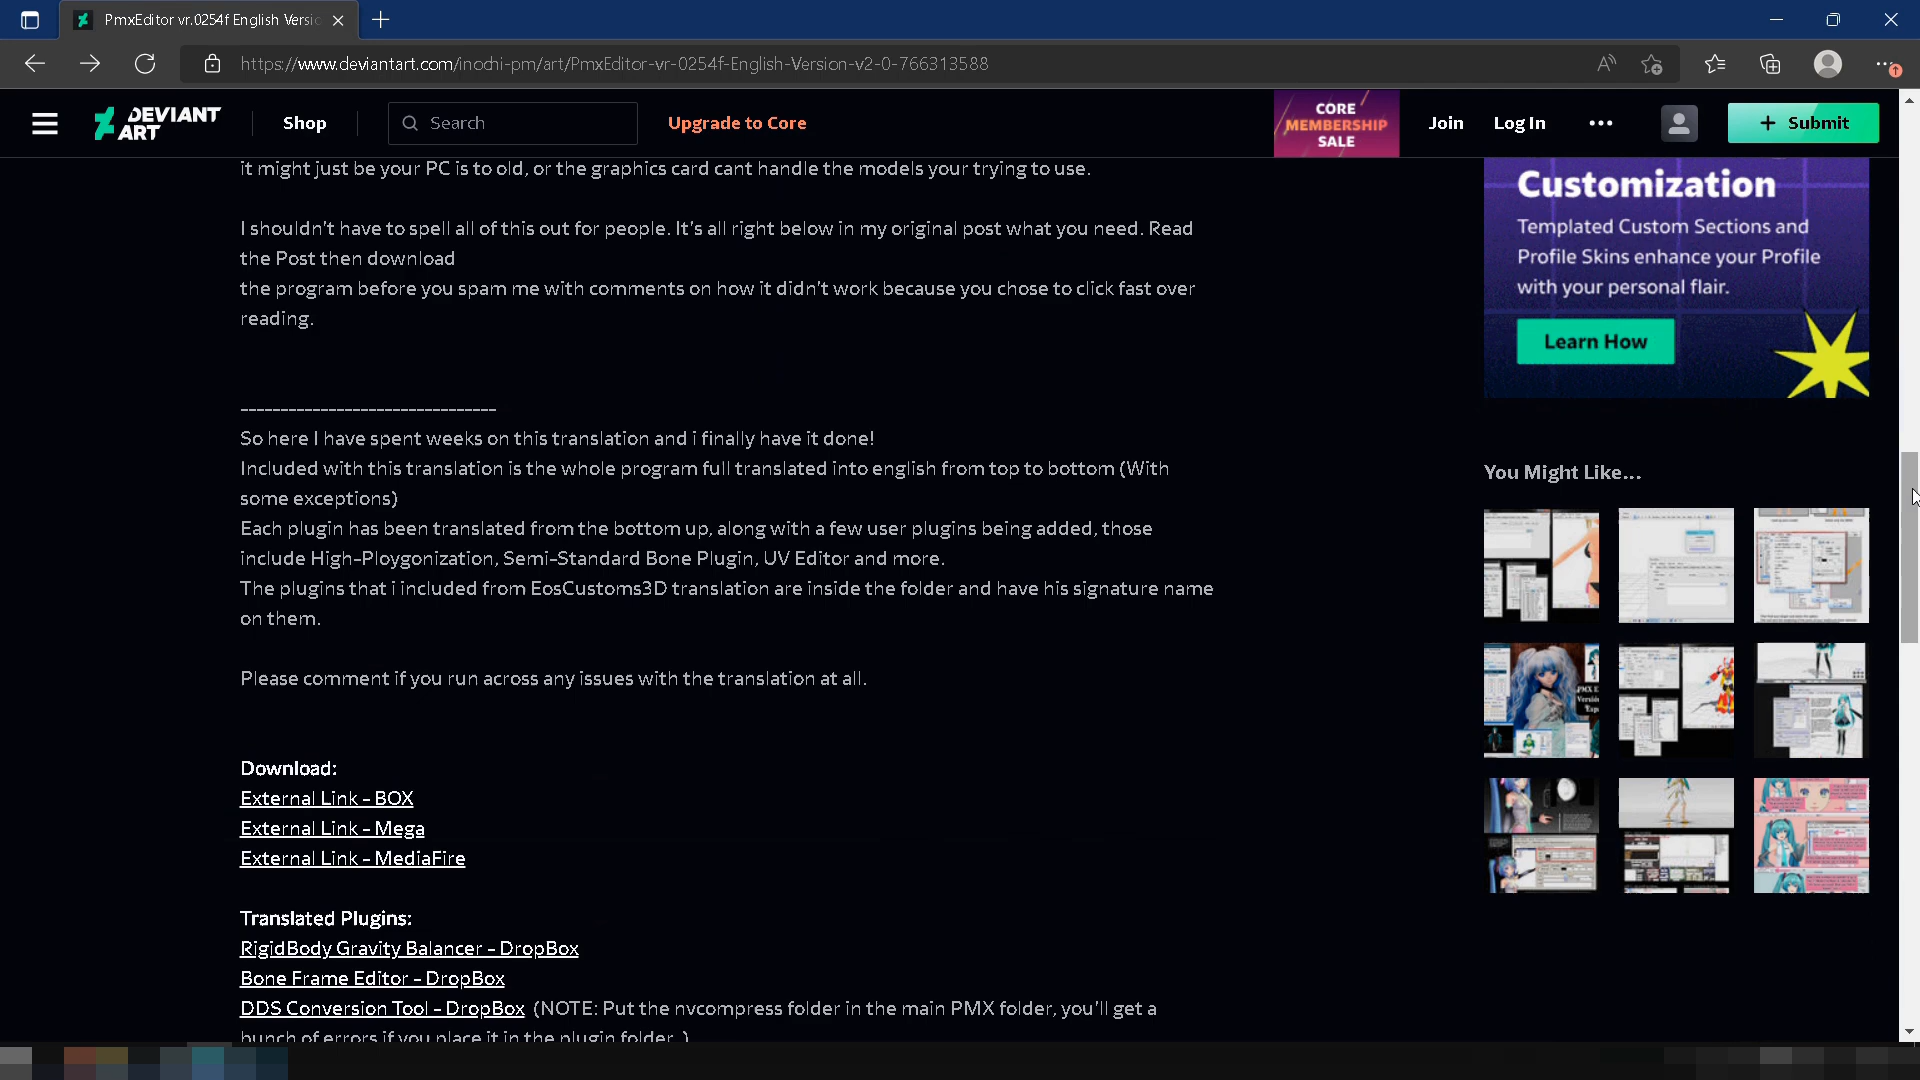 PmxEditor vr.0254f English Versi
https://www.deviantart.com/inochi-pm/art/PmxEditor-vr-0254f-English-Version-v2-0-766313588
DEVIANT
ART
Shop
Search
Upgrade to Core
CORE
MEMBERSHIP
SALE
Join
Log In
Submit
it might just be your PC is to old, or the graphics card cant handle the models your trying to use.
I shouldn't have to spell all of this out for people. It's all right below in my original post what you need. Read
the Post then download
the program before you spam me with comments on how it didn't work because you chose to click fast over
reading.
--------------------------------
So here I have spent weeks on this translation and i finally have it done!
Included with this translation is the whole program full translated into english from top to bottom (With
some exceptions)
Each plugin has been translated from the bottom up, along with a few user plugins being added, those
include High-Ploygonization, Semi-Standard Bone Plugin, UV Editor and more.
The plugins that i included from EosCustoms3D translation are inside the folder and have his signature name
on them.
Please comment if you run across any issues with the translation at all.
Download:
External Link - BOX
External Link - Mega
External Link - MediaFire
Translated Plugins:
RigidBody Gravity Balancer - DropBox
Bone Frame Editor - DropBox
DDS Conversion Tool - DropBox (NOTE: Put the nvcompress folder in the main PMX folder, you'll get a
bunch of errors if you place it in the plugin folder. )
Customization
Templated Custom Sections and
Profile Skins enhance your Profile
with your personal flair.
Learn How
You Might Like...